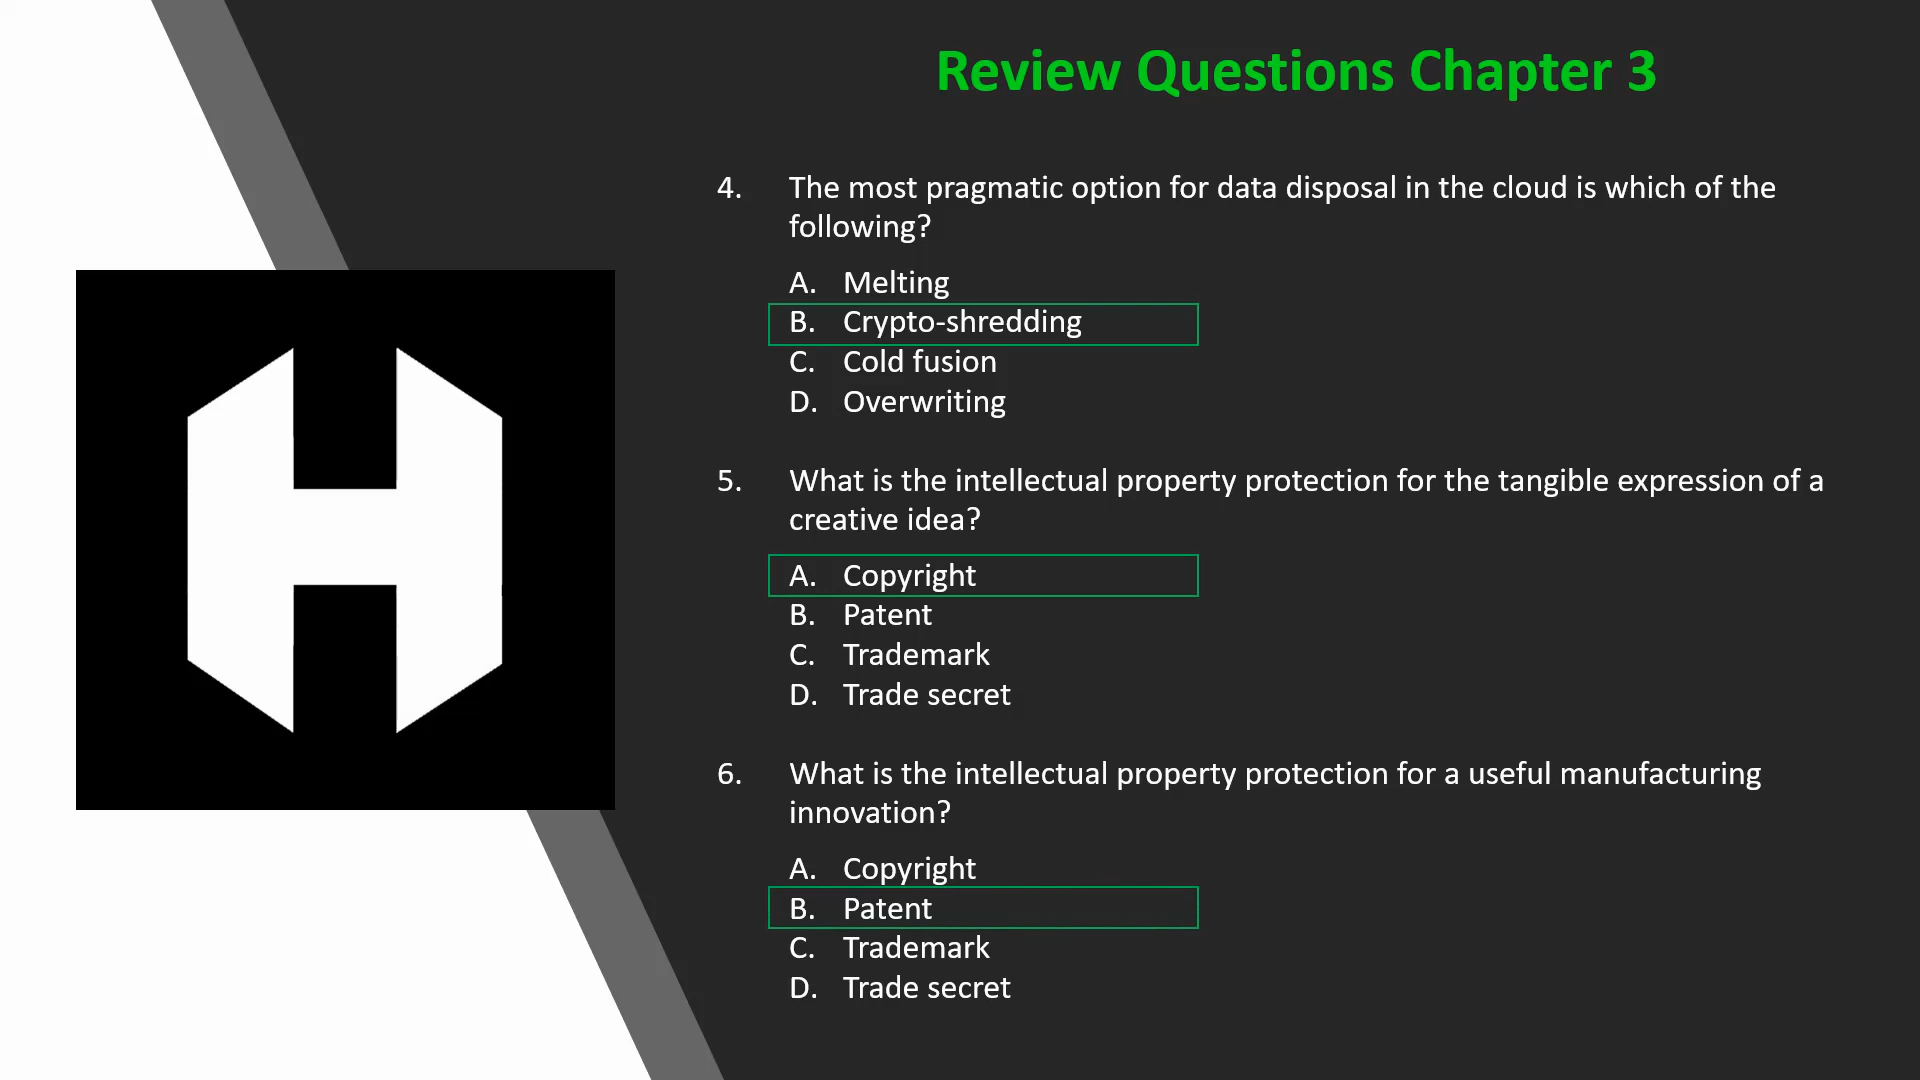 Review Questions Chapter 3
4. The most pragmatic option for data disposal in the cloud is which of the
following?
A. Melting
B. Crypto-shredding
C. Cold fusion
D. Overwriting
5. What is the intellectual property protection for the tangible expression of a
creative idea?
A. Copyright
B. Patent
C. Trademark
D. Trade secret
6. What is the intellectual property protection for a useful manufacturing
innovation?
A. Copyright
B. Patent
C. Trademark
D. Trade secret
H